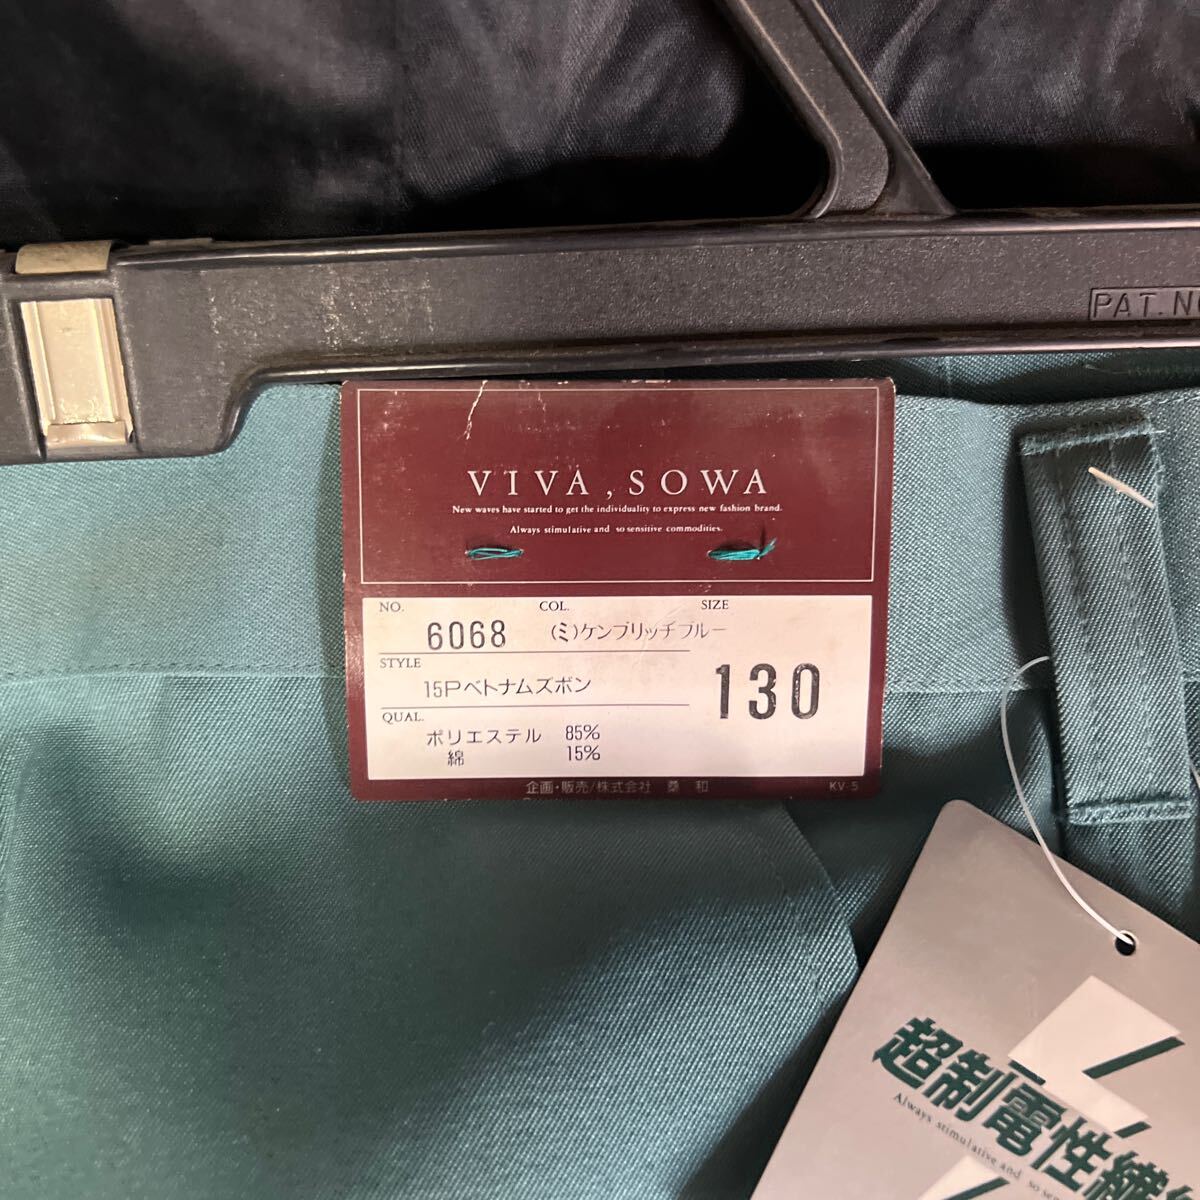 PAT.NO
VIVA, SOWA
New waves have started to get the individuality to express new fashion brand.
Always stimulative and so sensitive commodities.
NO. COL. SIZE
6068 (ミ)ケンブリッヂブルー
STYLE
15Pベトナムズボン 130
QUAL.
ポリエステル 85%
綿 15%
企画・販売/株式会社 桑和 KV-5
超制電性繊
Always stimulative and so sen